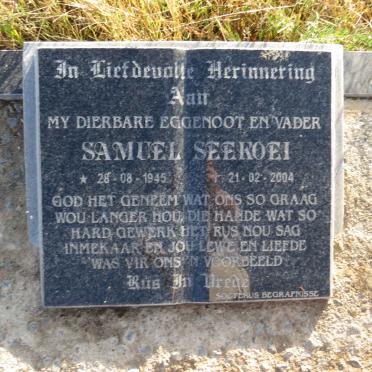 In Liefdevolle Herinnering
Aan
MY DIERBARE EGGENOOT EN VADER
SAMUEL SEEKOEI
★ 28-08-1945 † 21-02-2004
GOD HET GENEEM WAT ONS SO GRAAG
WOU LANGER HOU, DIE HANDE WAT SO
HARD GEWERK HET RUS NOU SAG
INMEKAAR EN JOU LEWE EN LIEFDE
WAS VIR ONS 'N VOORBEELD
Rus In Vrede
SOETERUS BEGRAFNISSE